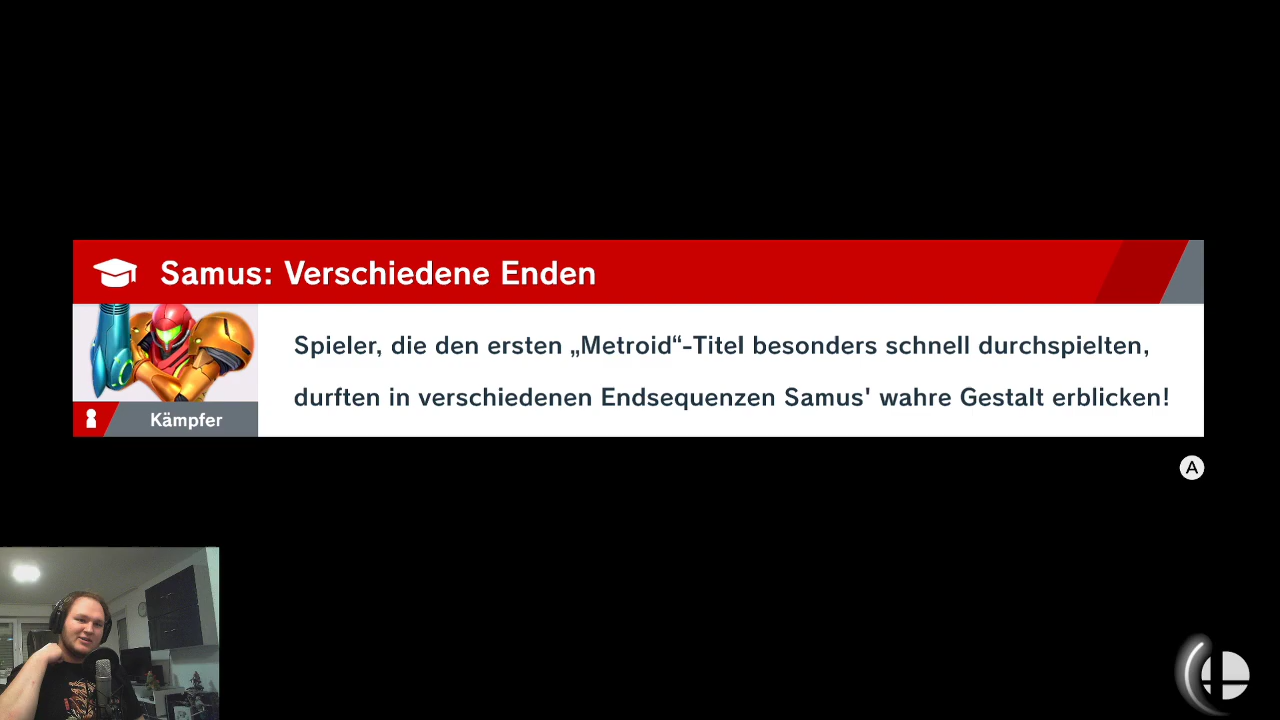 Samus: Verschiedene Enden
Spieler, die den ersten „Metroid“-Titel besonders schnell durchspielten,
durften in verschiedenen Endsequenzen Samus' wahre Gestalt erblicken!
Kämpfer
A